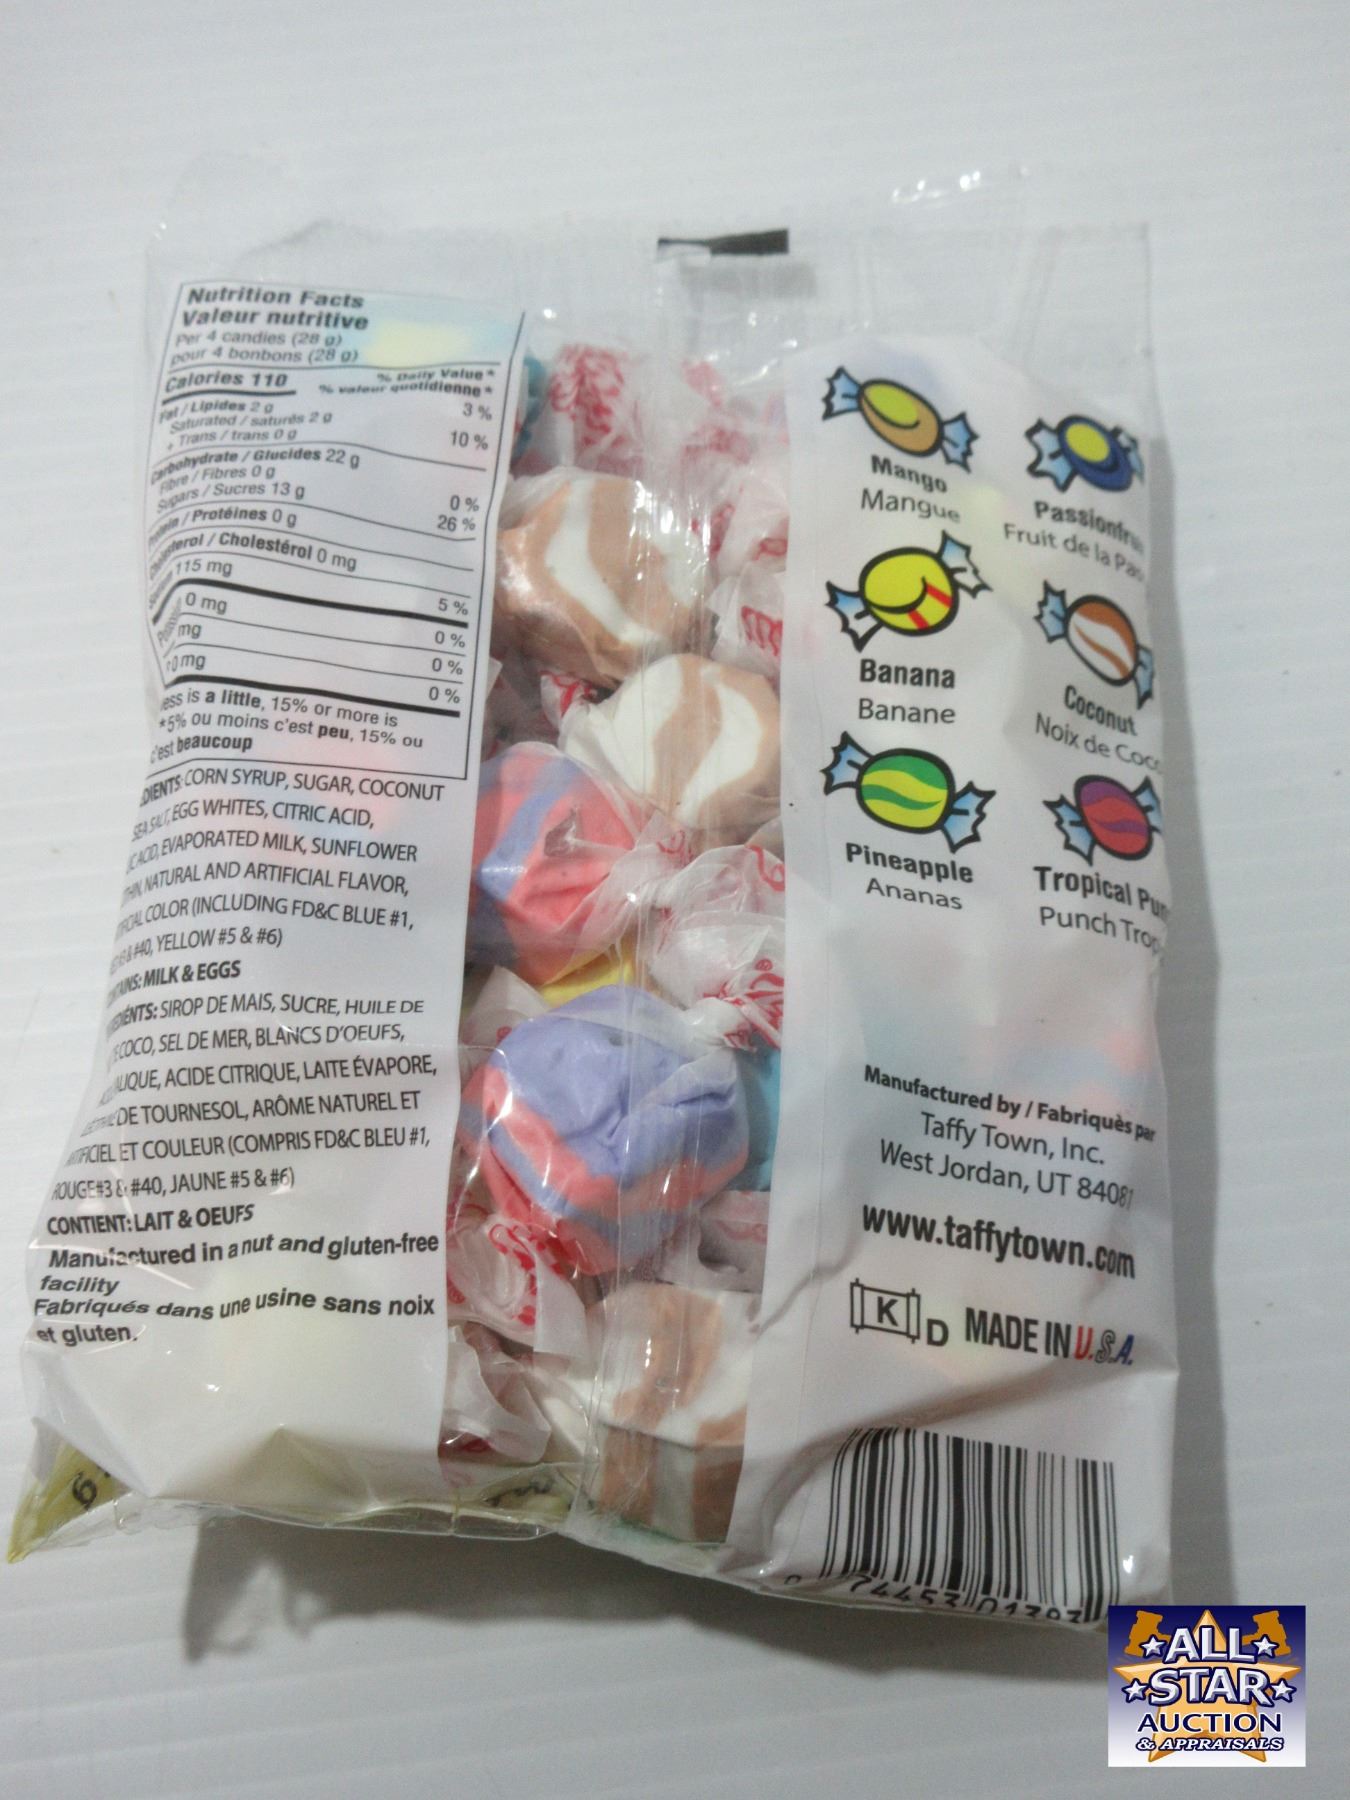 Nutrition Facts
Valeur nutritive
Per 4 candies (28 g)
pour 4 bonbons (28 g)
Calories 110
% Daily Value*
% valeur quotidienne*
Fat / Lipides 2 g 3 %
Saturated / saturés 2 g
+ Trans / trans 0 g 10 %
Carbohydrate / Glucides 22 g
Fibre / Fibres 0 g 0 %
Sugars / Sucres 13 g 26 %
/ Protéines 0 g
/ Cholestérol 0 mg
115 mg 5 %
0 mg 0 %
mg 0 %
0 mg 0 %
is a little, 15% or more is
*5% ou moins c'est peu, 15% ou
c'est beaucoup
CORN SYRUP, SUGAR, COCONUT
SEA SALT, EGG WHITES, CITRIC ACID,
ACID, EVAPORATED MILK, SUNFLOWER
NATURAL AND ARTIFICIAL FLAVOR,
COLOR (INCLUDING FD&C BLUE #1,
& #40, YELLOW #5 & #6)
MILK & EGGS
SIROP DE MAIS, SUCRE, HUILE DE
COCO, SEL DE MER, BLANCS D'OEUFS,
ACIDE CITRIQUE, LAITE ÉVAPORE,
DE TOURNESOL, ARÔME NATUREL ET
ET COULEUR (COMPRIS FD&C BLEU #1,
ROUGE#3 & #40, JAUNE #5 & #6)
CONTIENT: LAIT & OEUFS
Manufactured in a nut and gluten-free
facility
Fabriqués dans une usine sans noix
et gluten.
Mango
Mangue
Fruit de la
Banana
Banane
Coconut
Noix de
Pineapple
Ananas
Tropical
Punch
Manufactured by / Fabriquès par
Taffy Town, Inc.
West Jordan, UT 84081
www.taffytown.com
K D MADE IN U.S.A.
ALL
STAR
AUCTION
& APPRAISALS